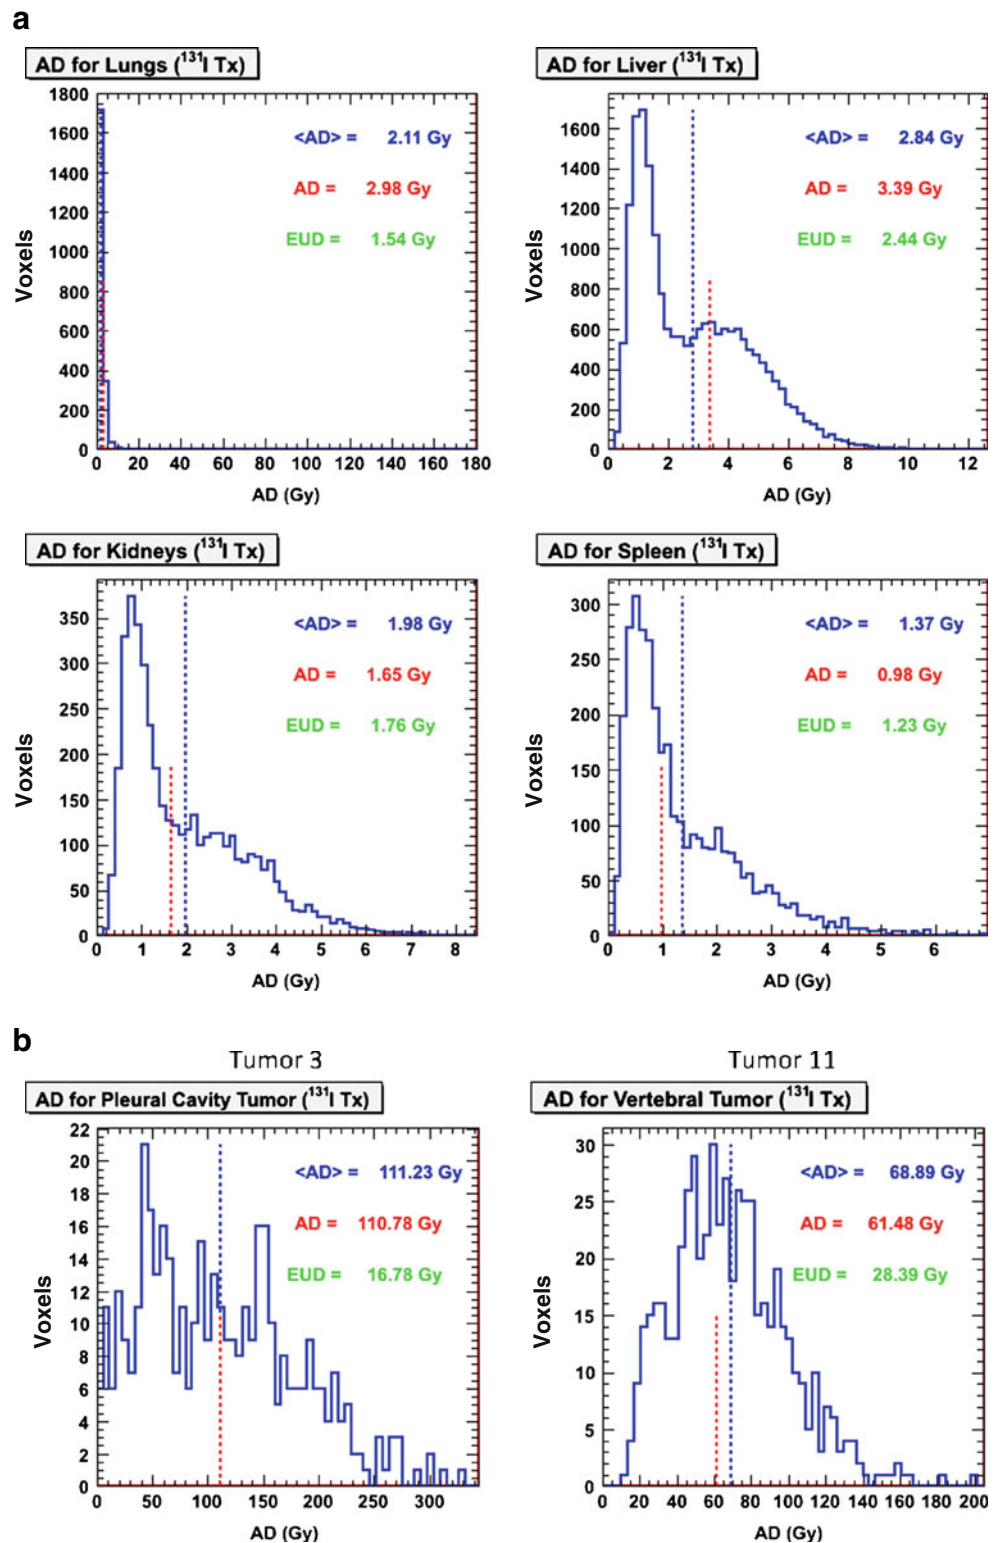 a
AD for Lungs (¹³¹I Tx)
1800
1600
1400
1200
1000
800
600
400
200
0
Voxels
<AD> = 2.11 Gy
AD = 2.98 Gy
EUD = 1.54 Gy
0 20 40 60 80 100 120 140 160 180
AD (Gy)
AD for Liver (¹³¹I Tx)
1600
1400
1200
1000
800
600
400
200
0
Voxels
<AD> = 2.84 Gy
AD = 3.39 Gy
EUD = 2.44 Gy
0 2 4 6 8 10 12
AD (Gy)
AD for Kidneys (¹³¹I Tx)
350
300
250
200
150
100
50
0
Voxels
<AD> = 1.98 Gy
AD = 1.65 Gy
EUD = 1.76 Gy
0 1 2 3 4 5 6 7 8
AD (Gy)
AD for Spleen (¹³¹I Tx)
300
250
200
150
100
50
0
Voxels
<AD> = 1.37 Gy
AD = 0.98 Gy
EUD = 1.23 Gy
0 1 2 3 4 5 6
AD (Gy)
b
Tumor 3
AD for Pleural Cavity Tumor (¹³¹I Tx)
22
20
18
16
14
12
10
8
6
4
2
0
Voxels
<AD> = 111.23 Gy
AD = 110.78 Gy
EUD = 16.78 Gy
0 50 100 150 200 250 300
AD (Gy)
Tumor 11
AD for Vertebral Tumor (¹³¹I Tx)
30
25
20
15
10
5
0
Voxels
<AD> = 68.89 Gy
AD = 61.48 Gy
EUD = 28.39 Gy
0 20 40 60 80 100 120 140 160 180 200
AD (Gy)